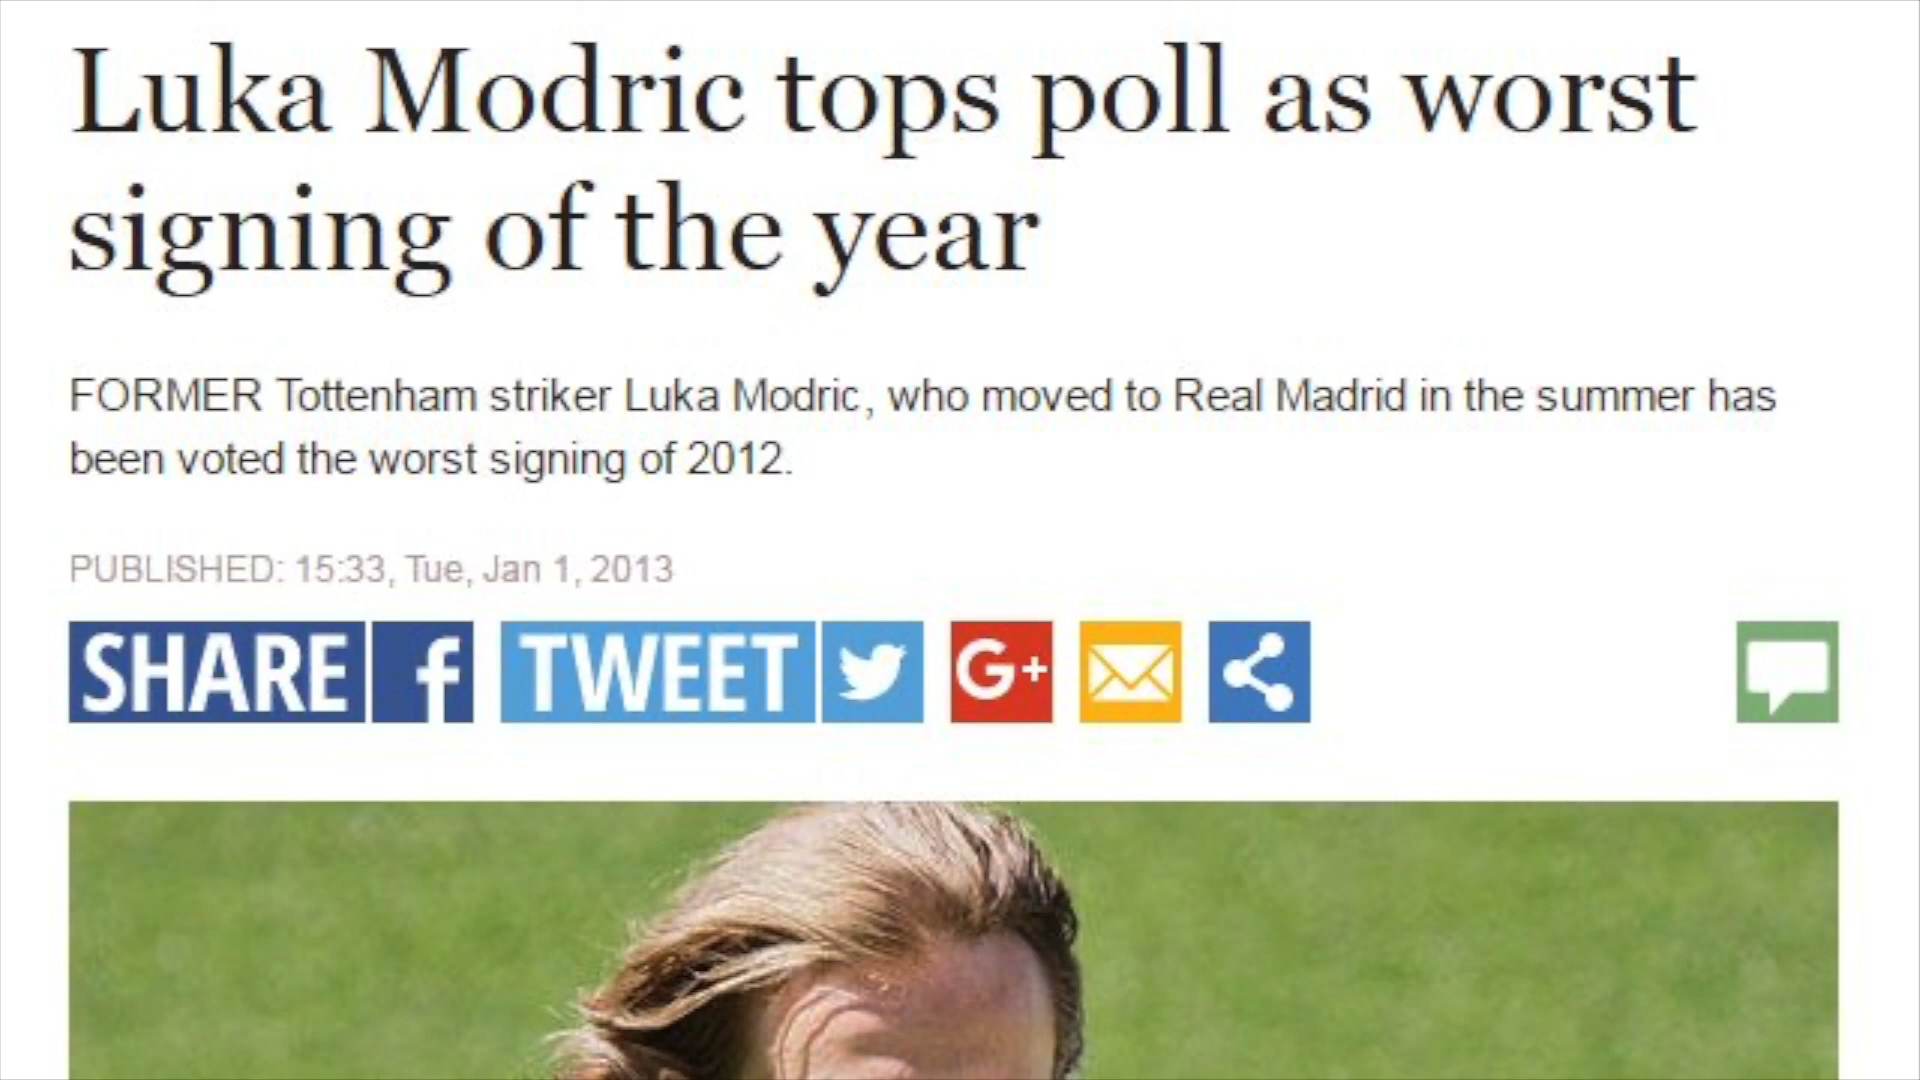 Luka Modric tops poll as worst
signing of the year
FORMER Tottenham striker Luka Modric, who moved to Real Madrid in the summer has
been voted the worst signing of 2012.
PUBLISHED: 15:33, Tue, Jan 1, 2013
SHARE f TWEET G+